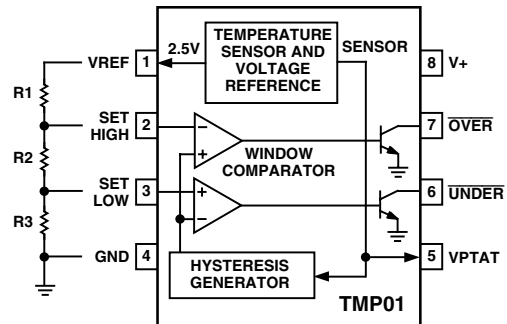 TEMPERATURE
SENSOR AND
VOLTAGE
REFERENCE
SENSOR
2.5V
VREF 1
8 V+
R1
SET
HIGH 2
7 OVER
WINDOW
COMPARATOR
R2
SET
LOW 3
6 UNDER
R3
GND 4
5 VPTAT
HYSTERESIS
GENERATOR
TMP01
− + + −